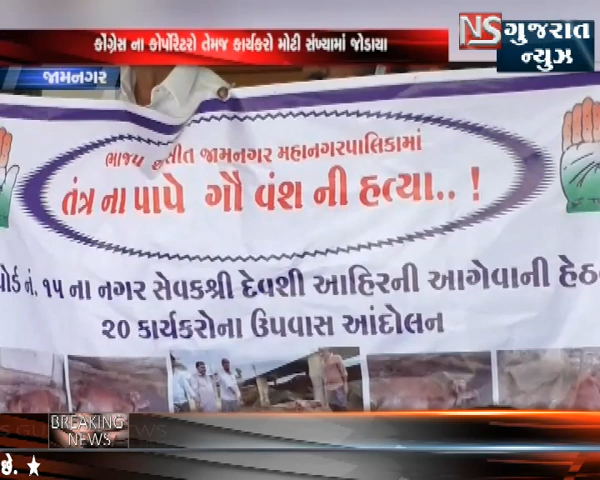 કોંગ્રેસ ના કોર્પોરેટરો તેમજ કાર્યકરો મોટી સંખ્યામાં જોડાયા
NS ગુજરાત
ન્યુઝ
જામનગર
ભાજપ જામનગર મહાનગરપાલિકામાં
તંત્ર ના પાપે ગૌ વંશ ની હત્યા.. !
નં. ૧૫ ના નગર સેવકશ્રી દેવશી આહિરની આગેવાની
૨૦ કાર્યકરોના ઉપવાસ આંદોલન
BREAKING
NEWS
છે. ★